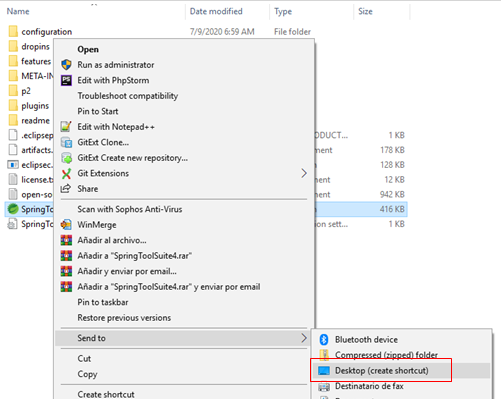 Name Date modified Type Size
configuration 7/9/2020 6:59 AM File folder
dropins
features
META-IN
p2
plugins
readme
.eclipsep PRODUCT... 1 KB
artifacts. ment 178 KB
eclipsec. n 128 KB
license.tx ment 12 KB
open-so ment 942 KB
SpringTo n 416 KB
SpringTo on sett... 1 KB
Open
Run as administrator
Edit with PhpStorm
Troubleshoot compatibility
Pin to Start
Edit with Notepad++
GitExt Clone...
GitExt Create new repository...
Git Extensions
Share
Scan with Sophos Anti-Virus
WinMerge
Añadir al archivo...
Añadir a "SpringToolSuite4.rar"
Añadir y enviar por email...
Añadir a "SpringToolSuite4.rar" y enviar por email
Pin to taskbar
Restore previous versions
Send to
Cut
Copy
Create shortcut
Bluetooth device
Compressed (zipped) folder
Desktop (create shortcut)
Destinatario de fax